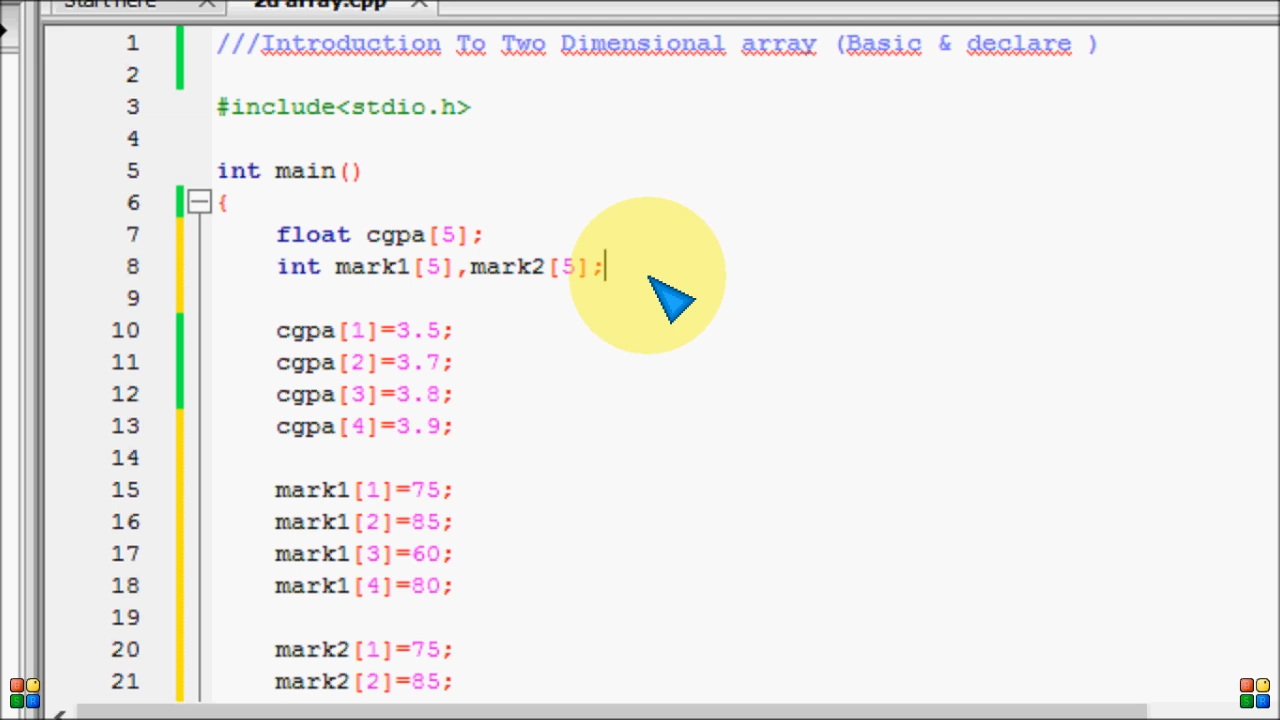 Start here
2d array.cpp
1 ///Introduction To Two Dimensional array (Basic & declare )
2
3 #include<stdio.h>
4
5 int main()
6 {
7 float cgpa[5];
8 int mark1[5],mark2[5];
9
10 cgpa[1]=3.5;
11 cgpa[2]=3.7;
12 cgpa[3]=3.8;
13 cgpa[4]=3.9;
14
15 mark1[1]=75;
16 mark1[2]=85;
17 mark1[3]=60;
18 mark1[4]=80;
19
20 mark2[1]=75;
21 mark2[2]=85;